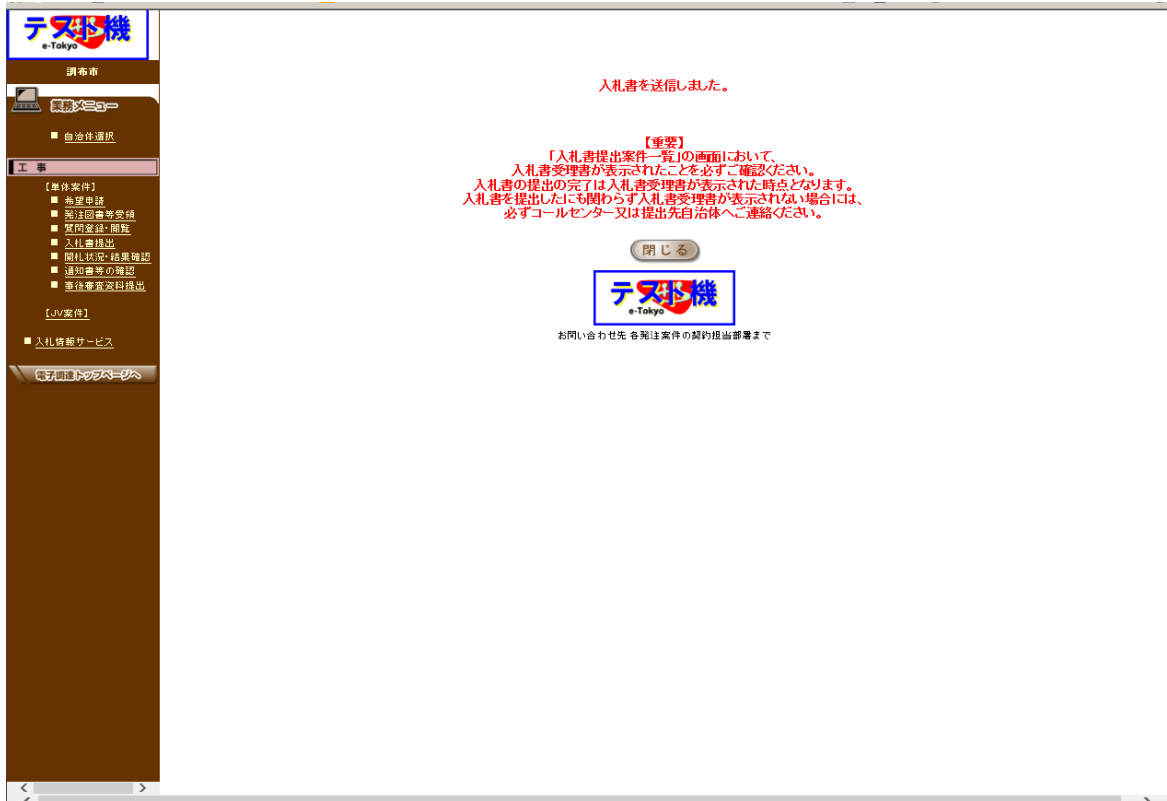 テスト機
e-Tokyo
調布市
業務メニュー
■ 自治体選択
工 事
【単体案件】
■ 希望申請
■ 発注図書等受領
■ 質問登録・閲覧
■ 入札書提出
■ 開札状況・結果確認
■ 通知書等の確認
■ 事後審査資料提出
【JV案件】
■ 入札情報サービス
電子調達トップページへ
入札書を送信しました。
【重要】
「入札書提出案件一覧」の画面において、
入札書受理書が表示されたことを必ずご確認ください。
入札書の提出の完了は入札書受理書が表示された時点となります。
入札書を提出したにも関わらず入札書受理書が表示されない場合には、
必ずコールセンター又は提出先自治体へご連絡ください。
閉じる
テスト機
e-Tokyo
お問い合わせ先 各発注案件の契約担当部署まで